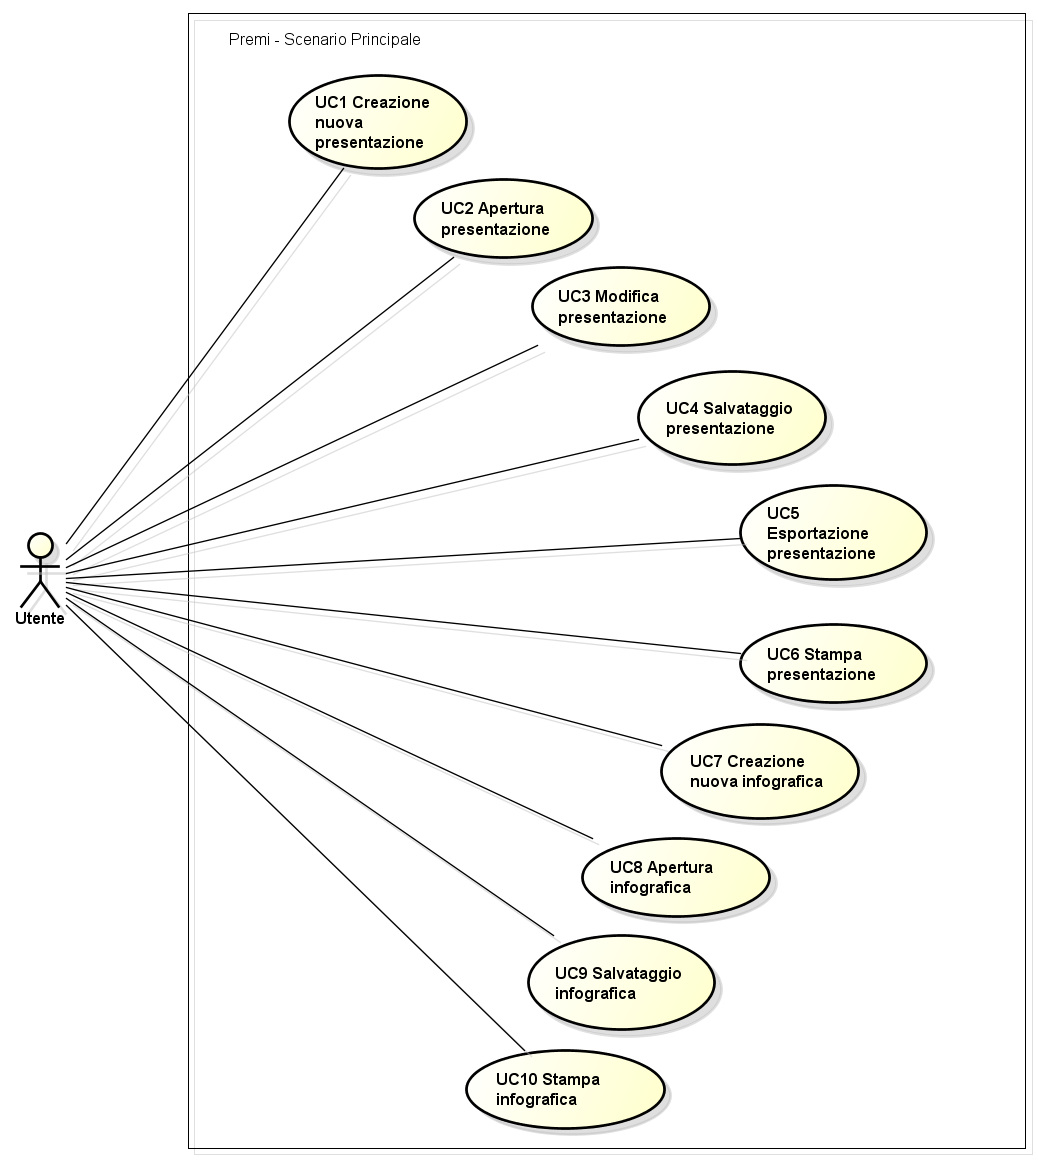 Premi - Scenario Principale
UC1 Creazione
nuova
presentazione
UC2 Apertura
presentazione
UC3 Modifica
presentazione
UC4 Salvataggio
presentazione
UC5
Esportazione
presentazione
Utente
UC6 Stampa
presentazione
UC7 Creazione
nuova infografica
UC8 Apertura
infografica
UC9 Salvataggio
infografica
UC10 Stampa
infografica